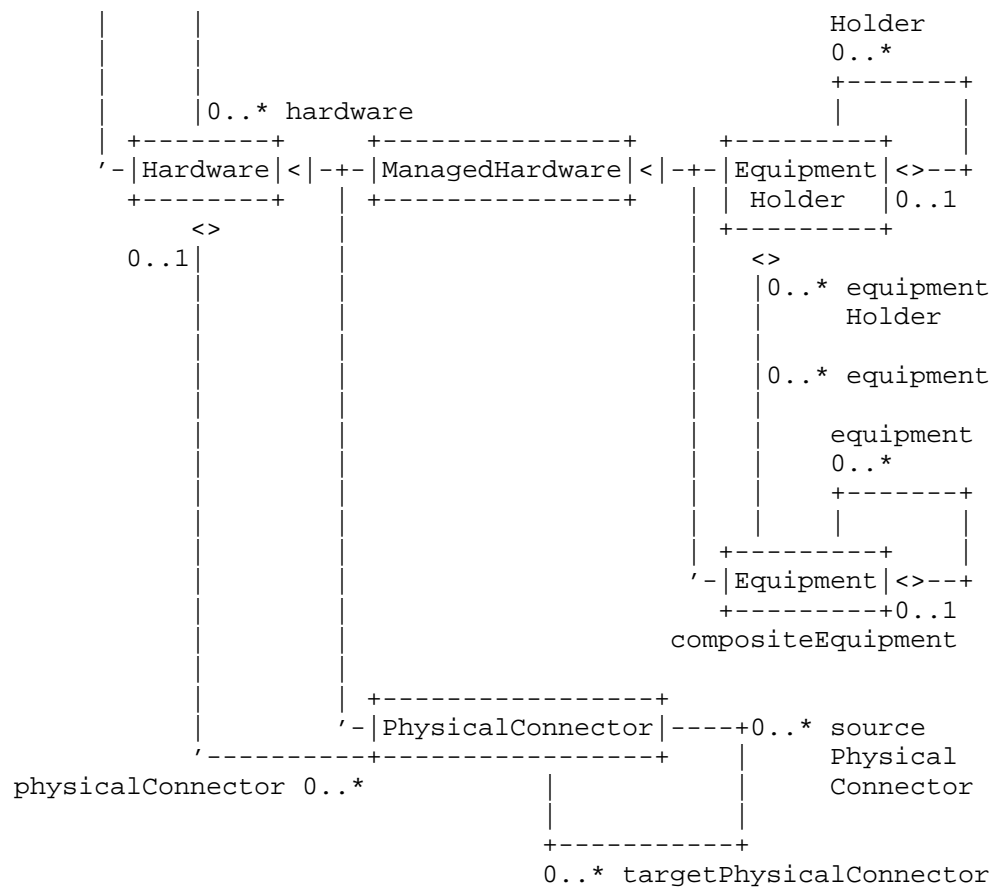 Holder
0..*
0..* hardware
Hardware ManagedHardware Equipment
Holder 0..1
0..1
0..* equipment
Holder
0..* equipment
equipment
0..*
Equipment
0..1
compositeEquipment
PhysicalConnector 0..* source
Physical
physicalConnector 0..* Connector
0..* targetPhysicalConnector